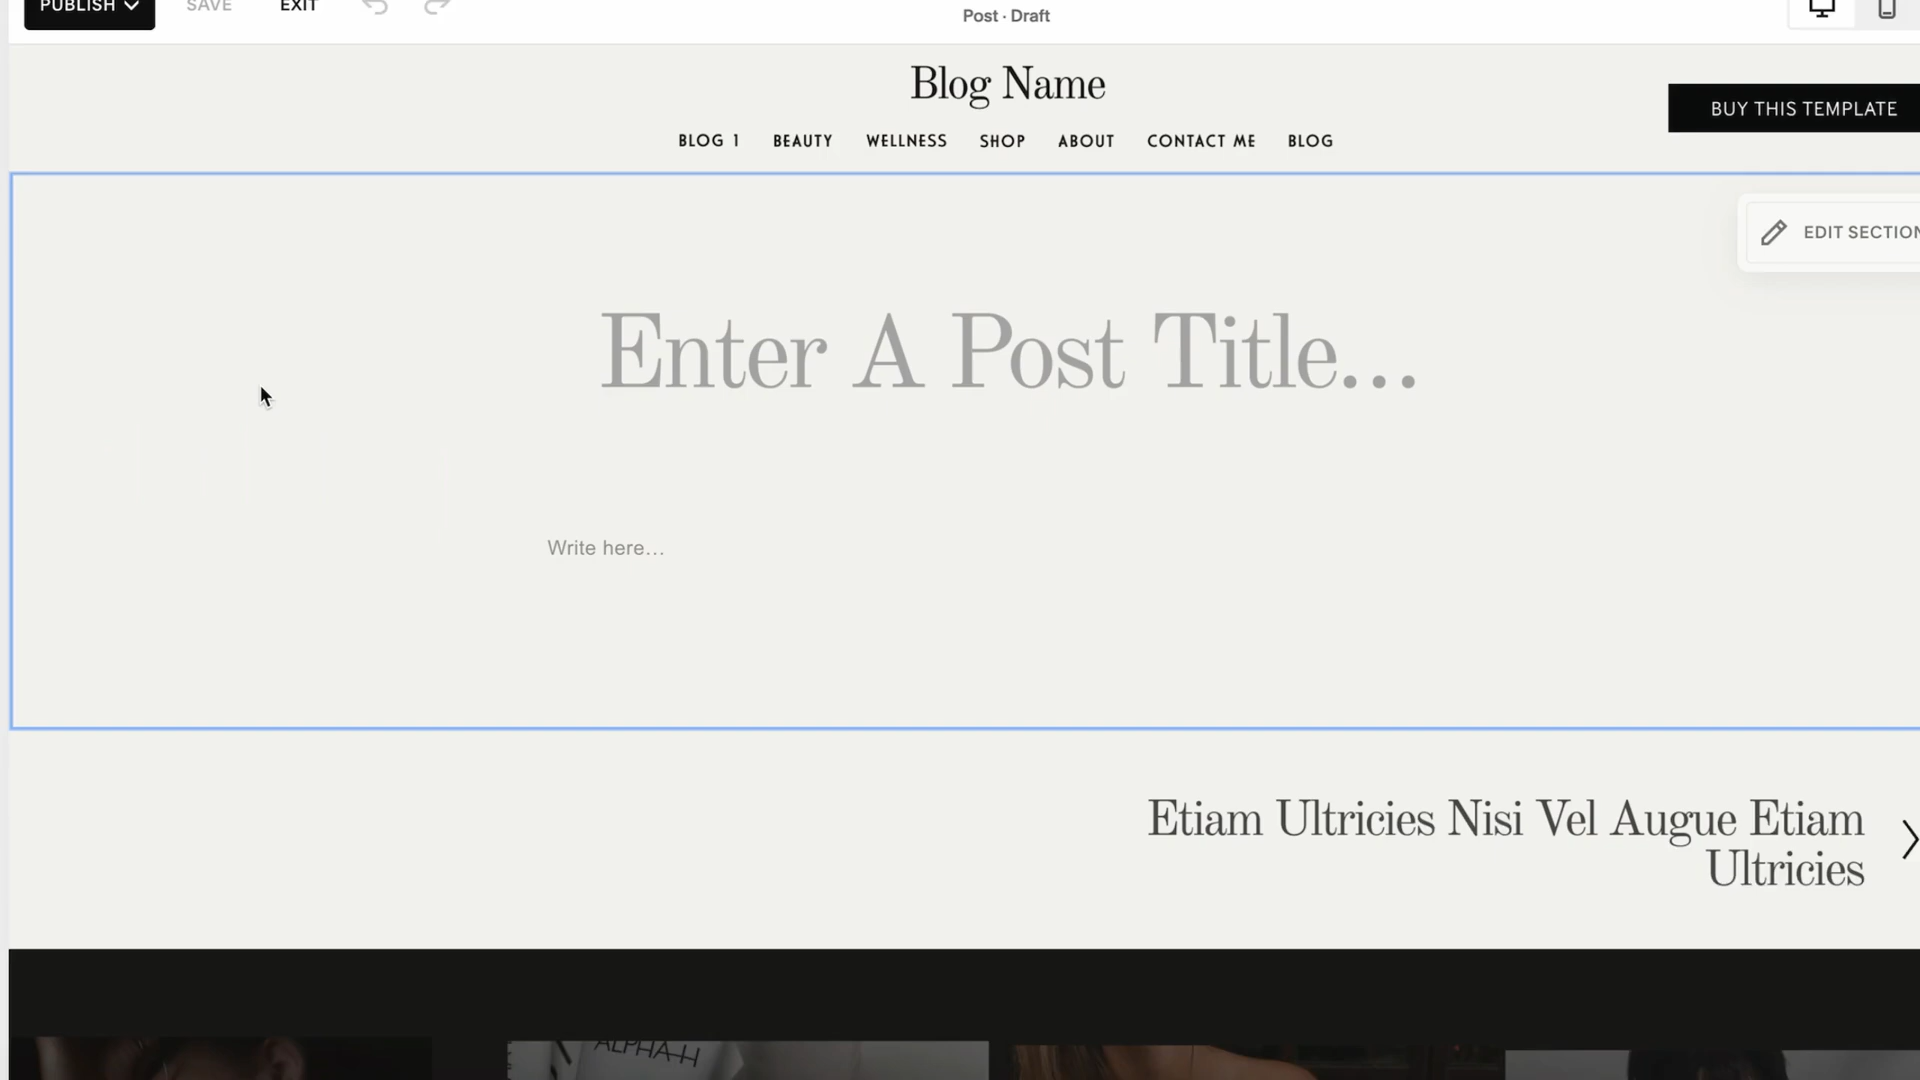 PUBLISH SAVE EXIT
Post · Draft
Blog Name
BUY THIS TEMPLATE
BLOG 1 BEAUTY WELLNESS SHOP ABOUT CONTACT ME BLOG
EDIT SECTION
Enter A Post Title...
Write here...
Etiam Ultricies Nisi Vel Augue Etiam
Ultricies
ALPHA-H